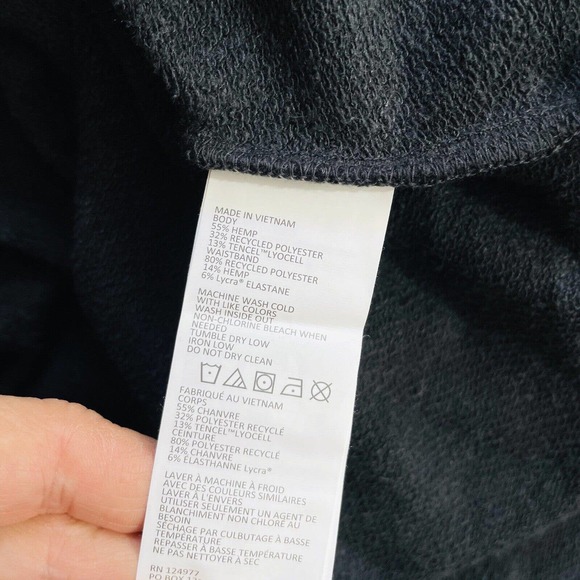 MADE IN VIETNAM
BODY
55% HEMP
32% RECYCLED POLYESTER
13% TENCEL™LYOCELL
WAISTBAND
80% RECYCLED POLYESTER
14% HEMP
6% Lycra® ELASTANE
MACHINE WASH COLD
WITH LIKE COLORS
WASH INSIDE OUT
NON-CHLORINE BLEACH WHEN
NEEDED
TUMBLE DRY LOW
IRON LOW
DO NOT DRY CLEAN
FABRIQUÉ AU VIETNAM
CORPS
55% CHANVRE
32% POLYESTER RECYCLÉ
13% TENCEL™LYOCELL
CEINTURE
80% POLYESTER RECYCLÉ
14% CHANVRE
6% ÉLASTHANNE Lycra®
LAVER À MACHINE À FROID
AVEC DES COULEURS SIMILAIRES
LAVER À L'ENVERS
UTILISER SEULEMENT UN AGENT DE
BLANCHIMENT NON CHLORÉ AU
BESOIN
SÉCHAGE PAR CULBUTAGE À BASSE
TEMPÉRATURE
REPASSER À BASSE TEMPÉRATURE
NE PAS NETTOYER À SEC
RN 124972
PO BOX